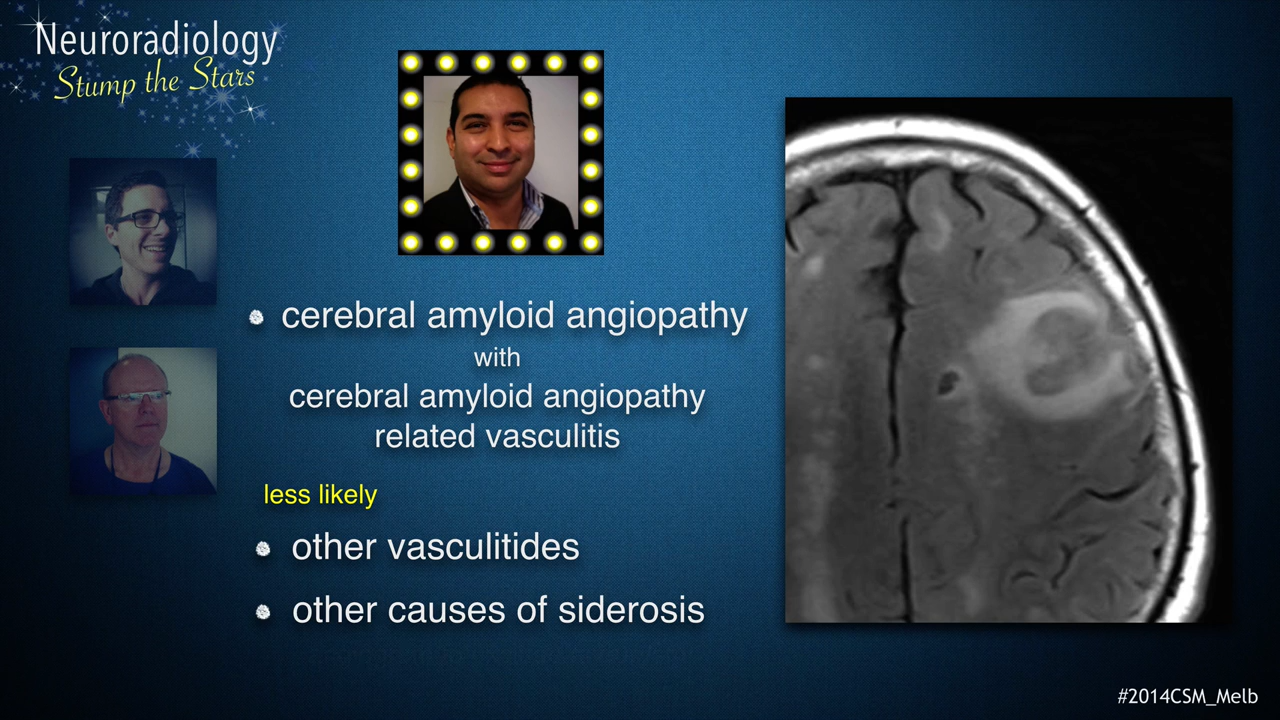 Neuroradiology
Stump the Stars
cerebral amyloid angiopathy
with
cerebral amyloid angiopathy
related vasculitis
less likely
other vasculitides
other causes of siderosis
#2014CSM_Melb